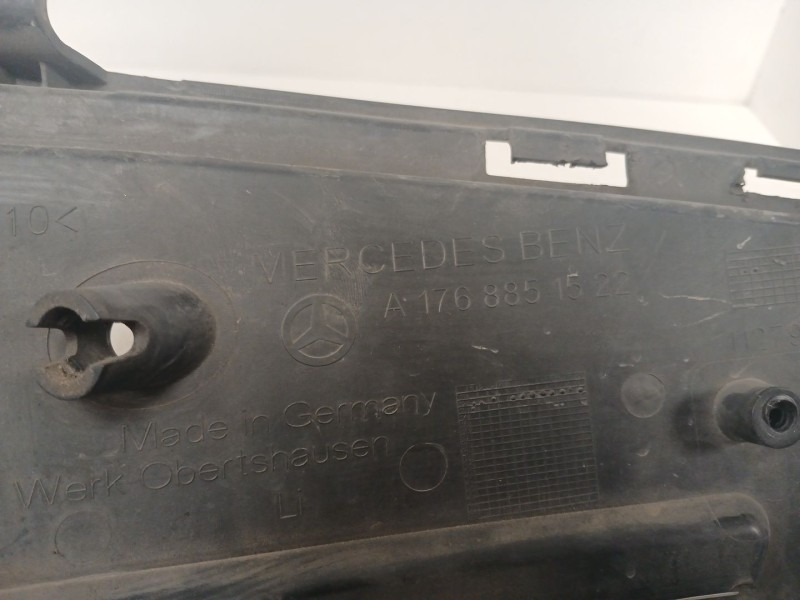 10<
MERCEDES BENZ
A 176 885 15 22
Made in Germany
Werk Obertshausen
Li